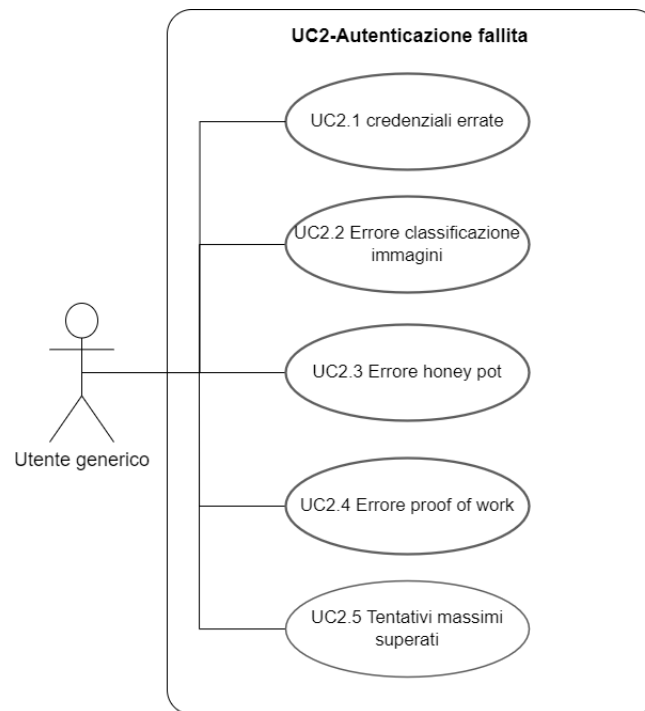 UC2-Autenticazione fallita
UC2.1 credenziali errate
UC2.2 Errore classificazione
immagini
UC2.3 Errore honey pot
Utente generico
UC2.4 Errore proof of work
UC2.5 Tentativi massimi
superati